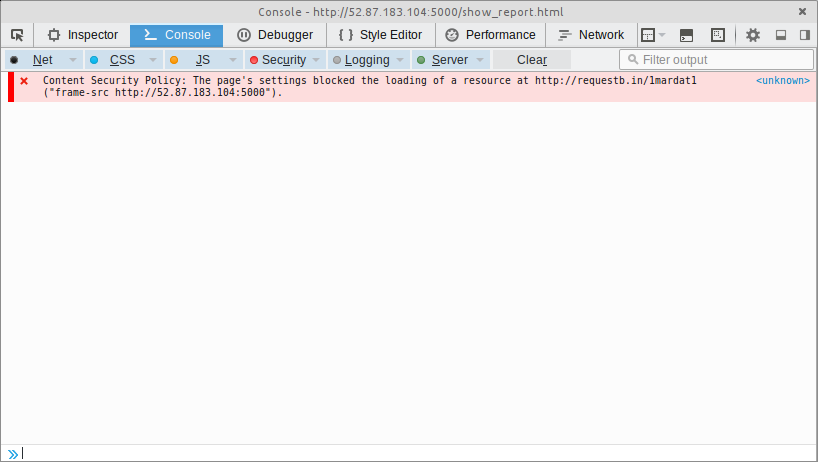 Console - http://52.87.183.104:5000/show_report.html
Inspector Console Debugger Style Editor Performance Network
Net CSS JS Security Logging Server Clear Filter output
Content Security Policy: The page's settings blocked the loading of a resource at http://requestb.in/1mardat1 <unknown>
("frame-src http://52.87.183.104:5000").